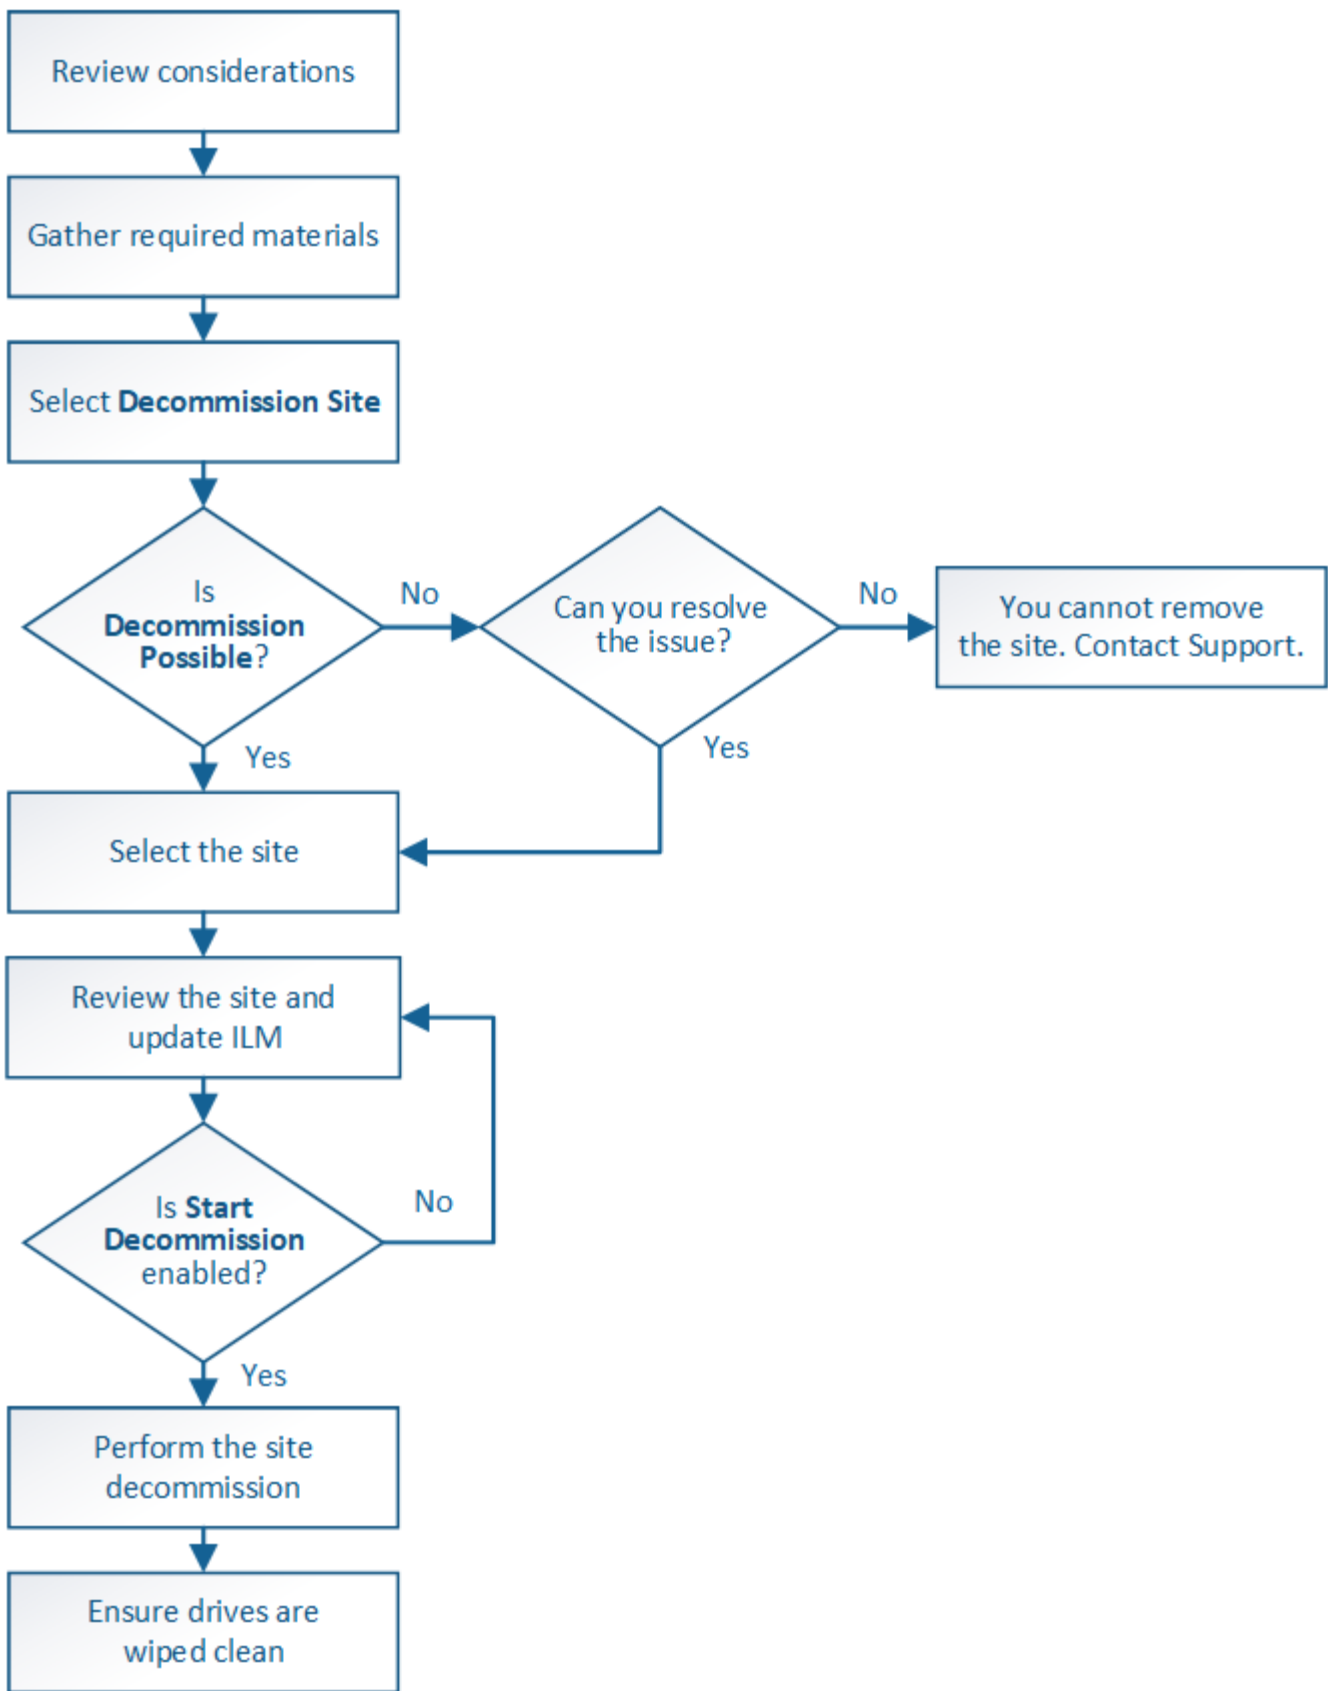 Review considerations
Gather required materials
Select Decommission Site
Is
Decommission
Possible?
No
Can you resolve
the issue?
No
You cannot remove
the site. Contact Support.
Yes
Yes
Select the site
Review the site and
update ILM
Is Start
Decommission
enabled?
No
Yes
Perform the site
decommission
Ensure drives are
wiped clean